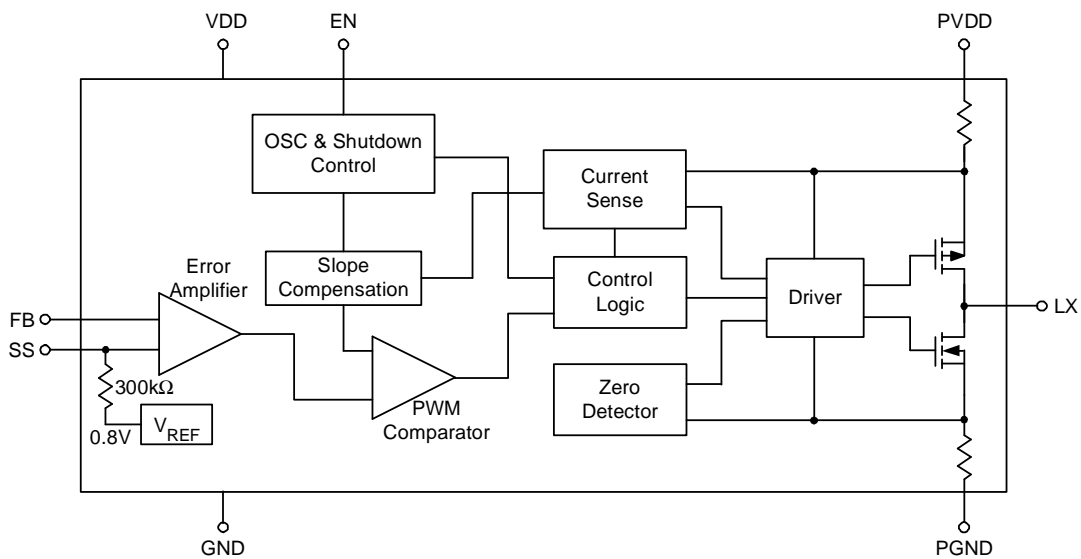 VDD
EN
PVDD
OSC & Shutdown
Control
Current
Sense
Error
Amplifier
Slope
Compensation
Control
Logic
Driver
LX
FB
SS
300kΩ
0.8V
VREF
PWM
Comparator
Zero
Detector
GND
PGND